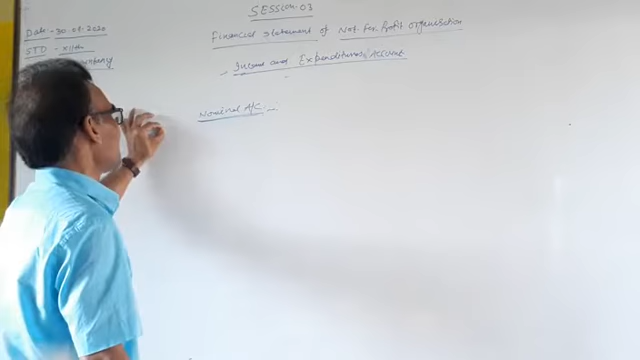 SESSION-03
Date- 30.09.2020
Financial statement of Not-For-Profit organisation
STD - XIIth
Income and Expenditure Account
Nominal A/C